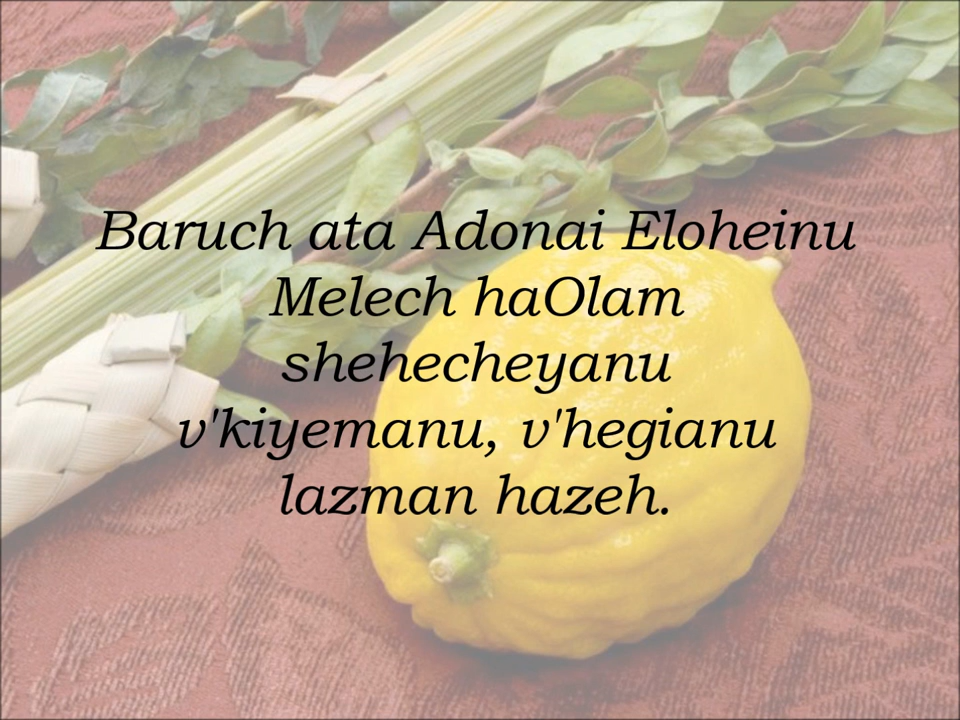 Baruch ata Adonai Eloheinu
Melech haOlam
shehecheyanu
v'kiyemanu, v'hegianu
lazman hazeh.